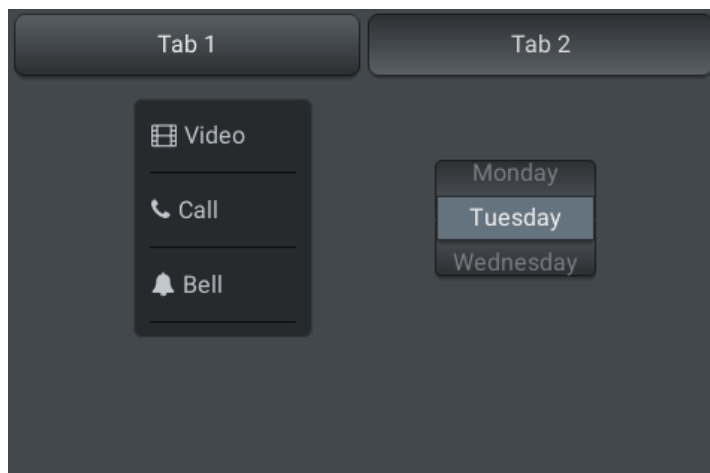 Tab 1
Tab 2
Video
Call
Bell
Monday
Tuesday
Wednesday